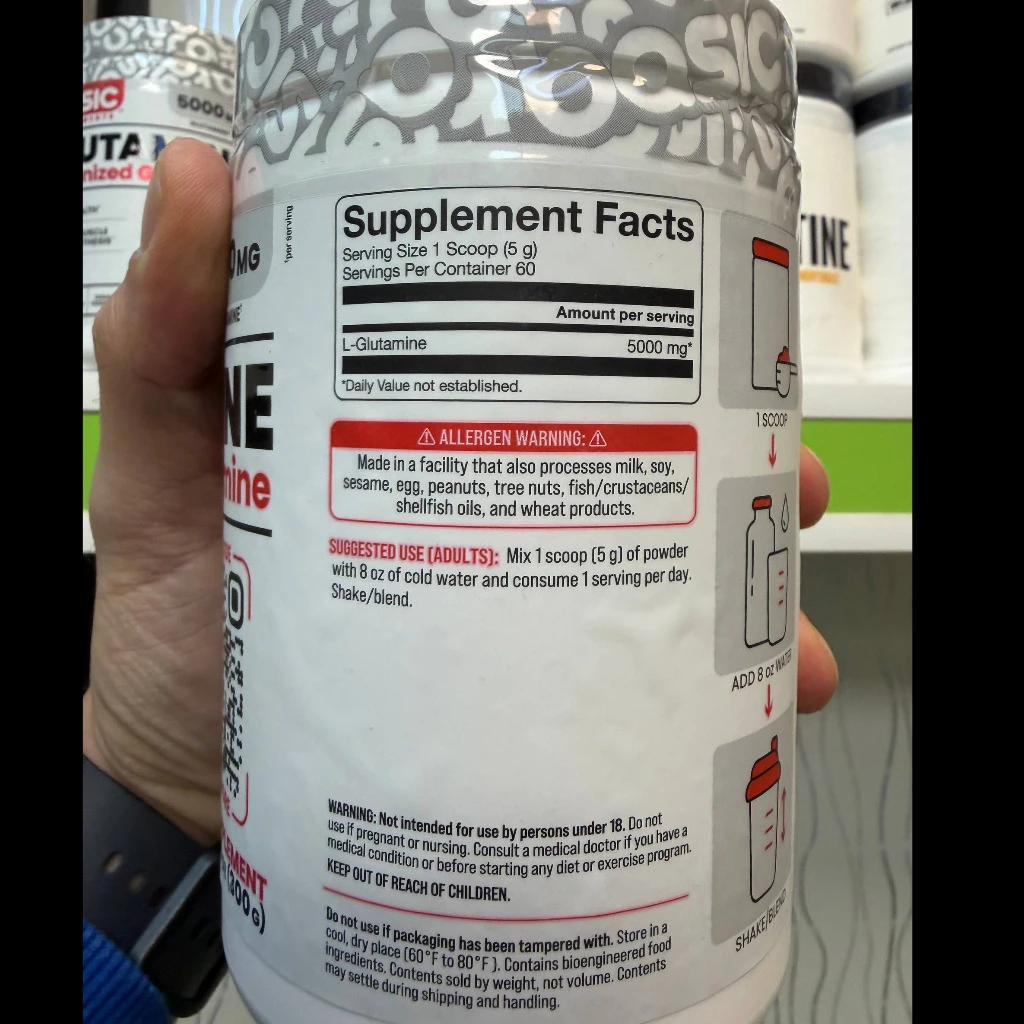 basic
SIC
5000
UTA
nized G
TINE
0MG
*per serving
NE
mine
Supplement Facts
Serving Size 1 Scoop (5 g)
Servings Per Container 60
Amount per serving
L-Glutamine 5000 mg*
*Daily Value not established.
⚠ ALLERGEN WARNING: ⚠
Made in a facility that also processes milk, soy,
sesame, egg, peanuts, tree nuts, fish/crustaceans/
shellfish oils, and wheat products.
SUGGESTED USE (ADULTS): Mix 1 scoop (5 g) of powder
with 8 oz of cold water and consume 1 serving per day.
Shake/blend.
WARNING: Not intended for use by persons under 18. Do not
use if pregnant or nursing. Consult a medical doctor if you have a
medical condition or before starting any diet or exercise program.
KEEP OUT OF REACH OF CHILDREN.
Do not use if packaging has been tampered with. Store in a
cool, dry place (60°F to 80°F ). Contains bioengineered food
ingredients. Contents sold by weight, not volume. Contents
may settle during shipping and handling.
1 SCOOP
ADD 8 oz WATER
SHAKE/BLEND
LEMENT
(300 G)